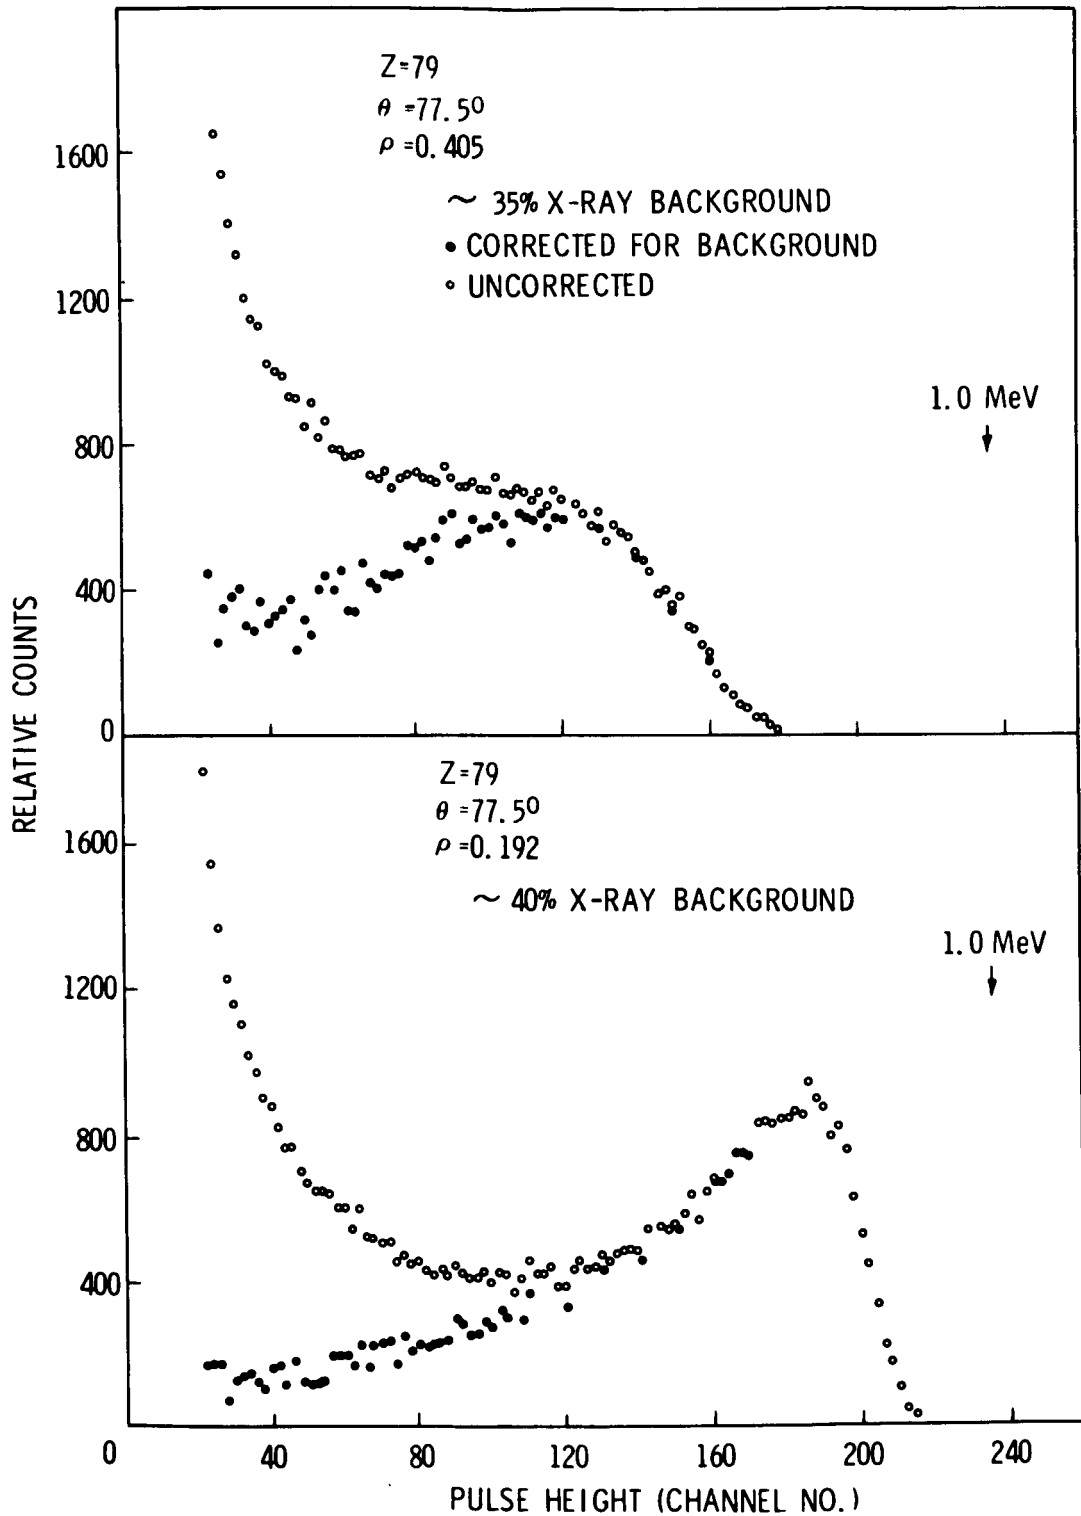 Z=79
θ =77.5⁰
ρ =0.405
~ 35% X-RAY BACKGROUND
• CORRECTED FOR BACKGROUND
∘ UNCORRECTED
1.0 MeV
1600
1200
800
400
0
RELATIVE COUNTS
Z=79
θ =77.5⁰
ρ =0.192
~ 40% X-RAY BACKGROUND
1.0 MeV
1600
1200
800
400
0
40
80
120
160
200
240
PULSE HEIGHT (CHANNEL NO.)